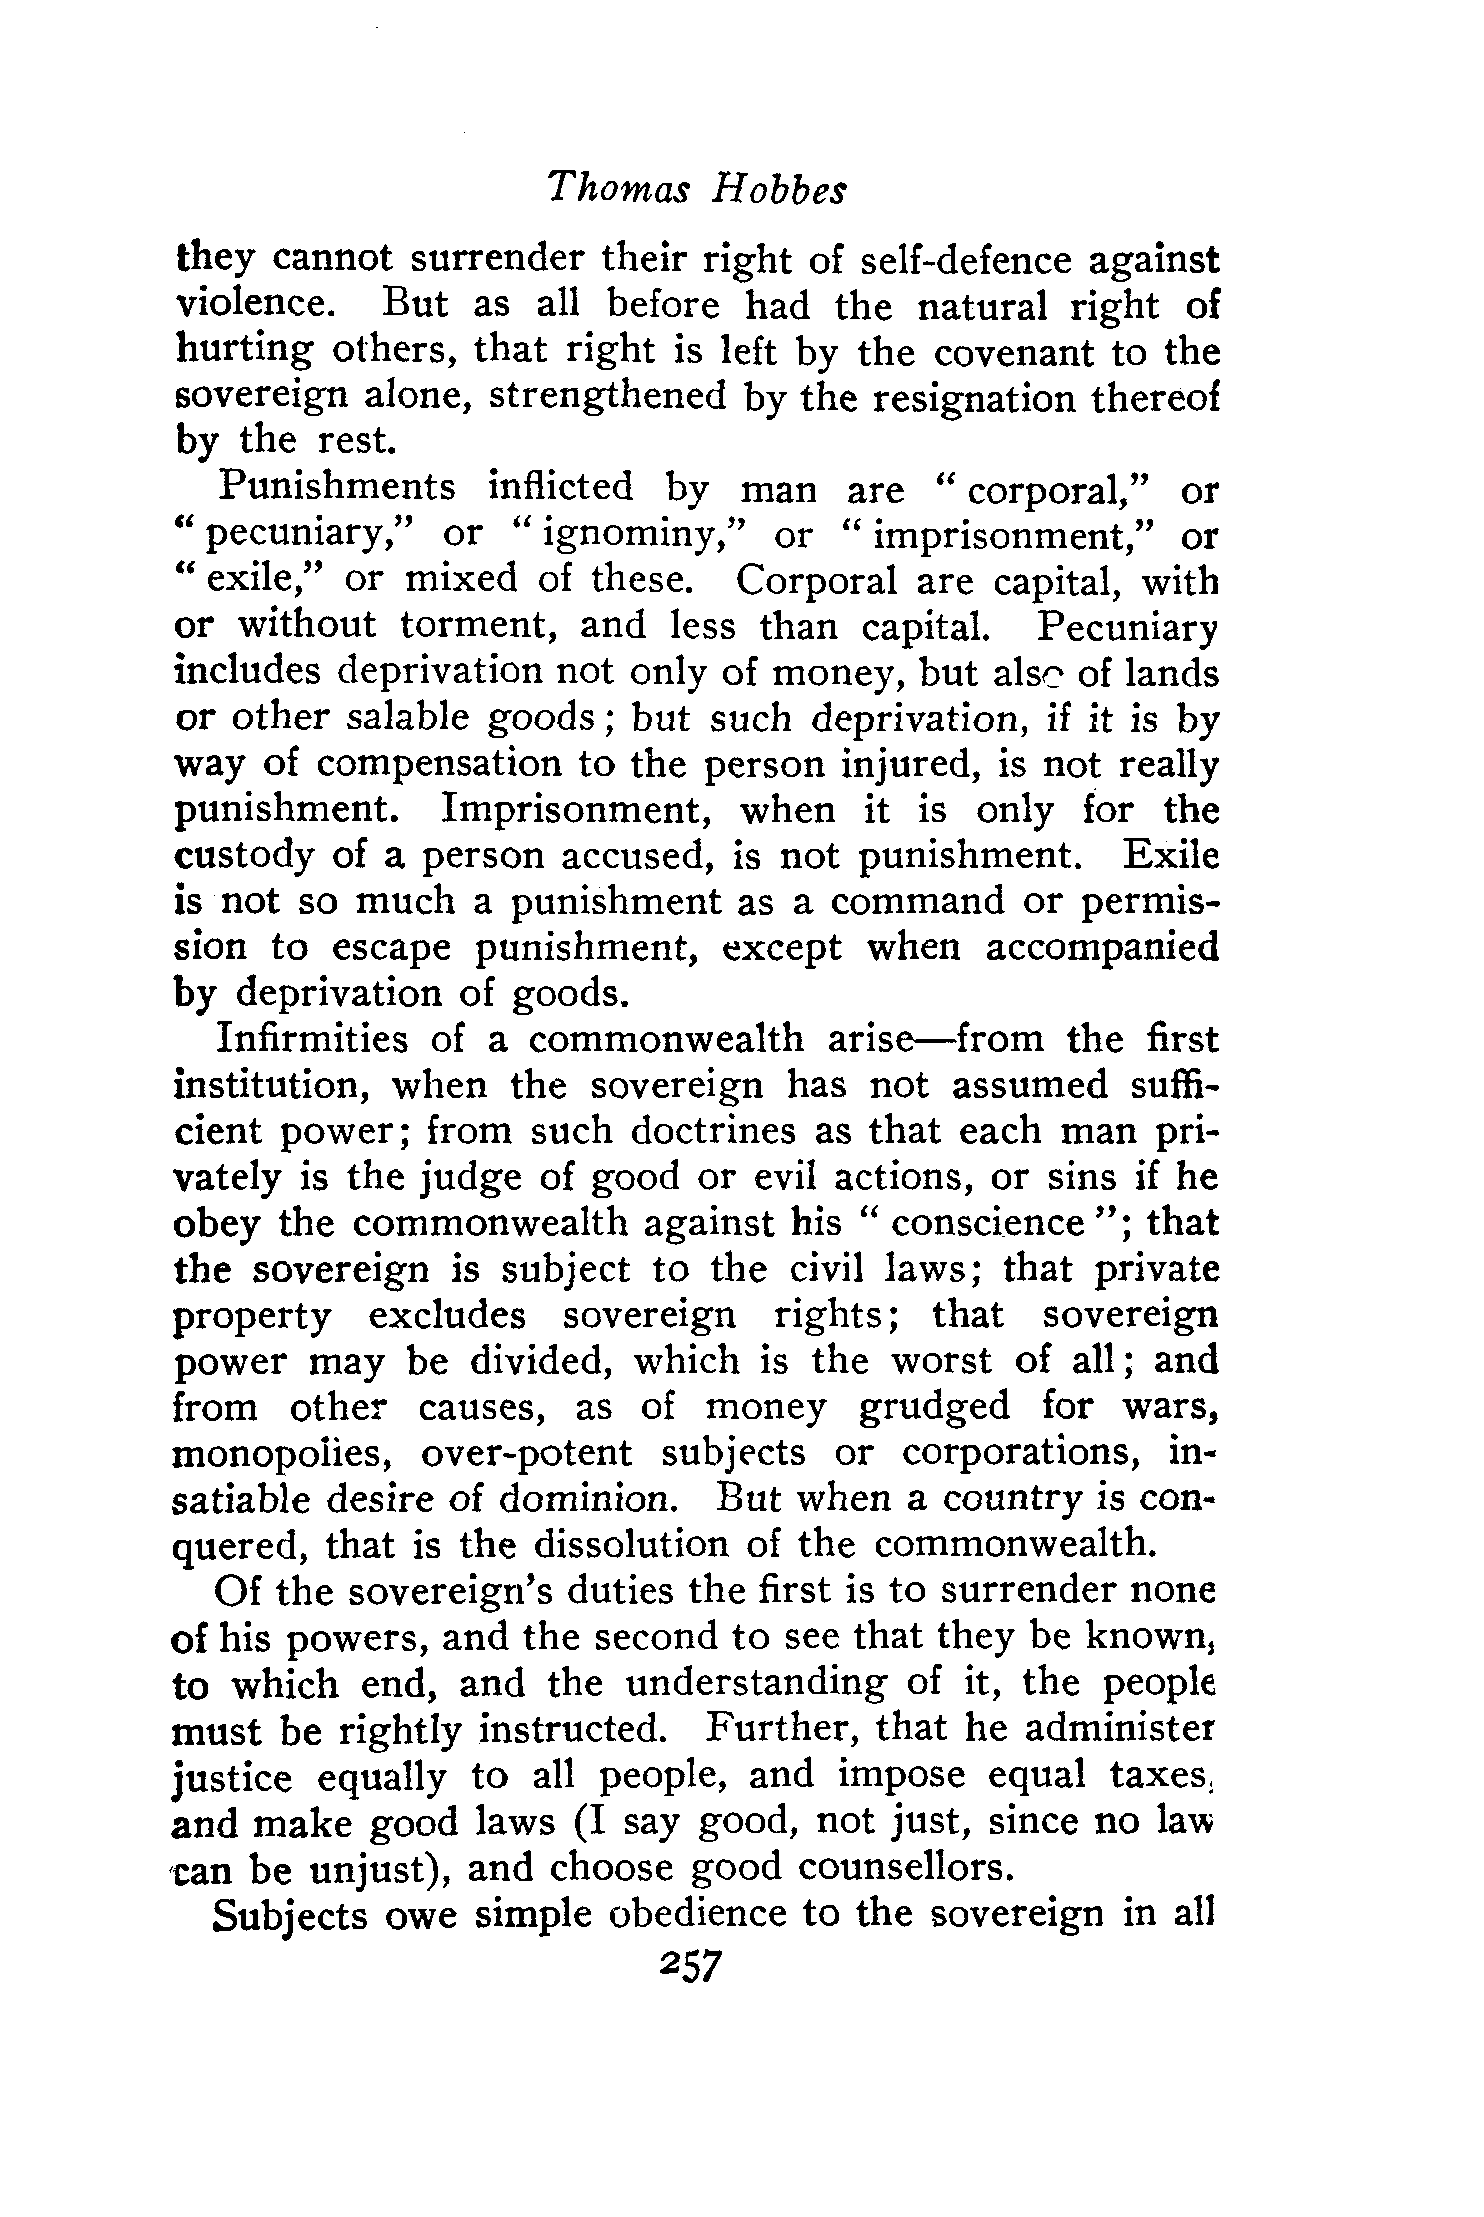 Thomas Hobbes
they cannot surrender their right of self-defence against
violence. But as all before had the natural right of
hurting others, that right is left by the covenant to the
sovereign alone, strengthened by the resignation thereof
by the rest.
Punishments inflicted by man are " corporal," or
" pecuniary," or " ignominy," or " imprisonment," or
" exile," or mixed of these. Corporal are capital, with
or without torment, and less than capital. Pecuniary
includes deprivation not only of money, but also of lands
or other salable goods ; but such deprivation, if it is by
way of compensation to the person injured, is not really
punishment. Imprisonment, when it is only for the
custody of a person accused, is not punishment. Exile
is not so much a punishment as a command or permis-
sion to escape punishment, except when accompanied
by deprivation of goods.
Infirmities of a commonwealth arise—from the first
institution, when the sovereign has not assumed suffi-
cient power; from such doctrines as that each man pri-
vately is the judge of good or evil actions, or sins if he
obey the commonwealth against his " conscience "; that
the sovereign is subject to the civil laws; that private
property excludes sovereign rights; that sovereign
power may be divided, which is the worst of all ; and
from other causes, as of money grudged for wars,
monopolies, over-potent subjects or corporations, in-
satiable desire of dominion. But when a country is con-
quered, that is the dissolution of the commonwealth.
Of the sovereign's duties the first is to surrender none
of his powers, and the second to see that they be known,
to which end, and the understanding of it, the people
must be rightly instructed. Further, that he administer
justice equally to all people, and impose equal taxes,
and make good laws (I say good, not just, since no law
can be unjust), and choose good counsellors.
Subjects owe simple obedience to the sovereign in all
257